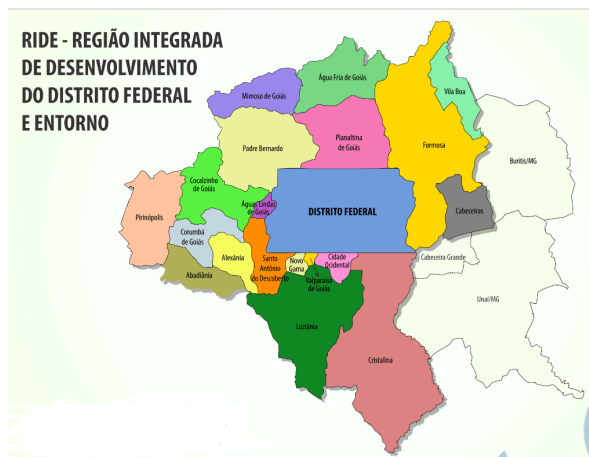 RIDE - REGIÃO INTEGRADA
DE DESENVOLVIMENTO
DO DISTRITO FEDERAL
E ENTORNO
Água Fria de Goiás
Mimoso de Goiás
Vila Boa
Planaltina
de Goiás
Formosa
Padre Bernardo
Buritis/MG
Cocalzinho
de Goiás
Águas Lindas
de Goiás
DISTRITO FEDERAL
Cabeceiras
Pirinópolis
Corumbá
de Goiás
Alexânia
Santo
Antônio
do Descoberto
Novo
Gama
Cidade
Ocidental
Cabeceira Grande
Abadiânia
Valparaisa
de Goiás
Unaí/MG
Luziânia
Cristalina